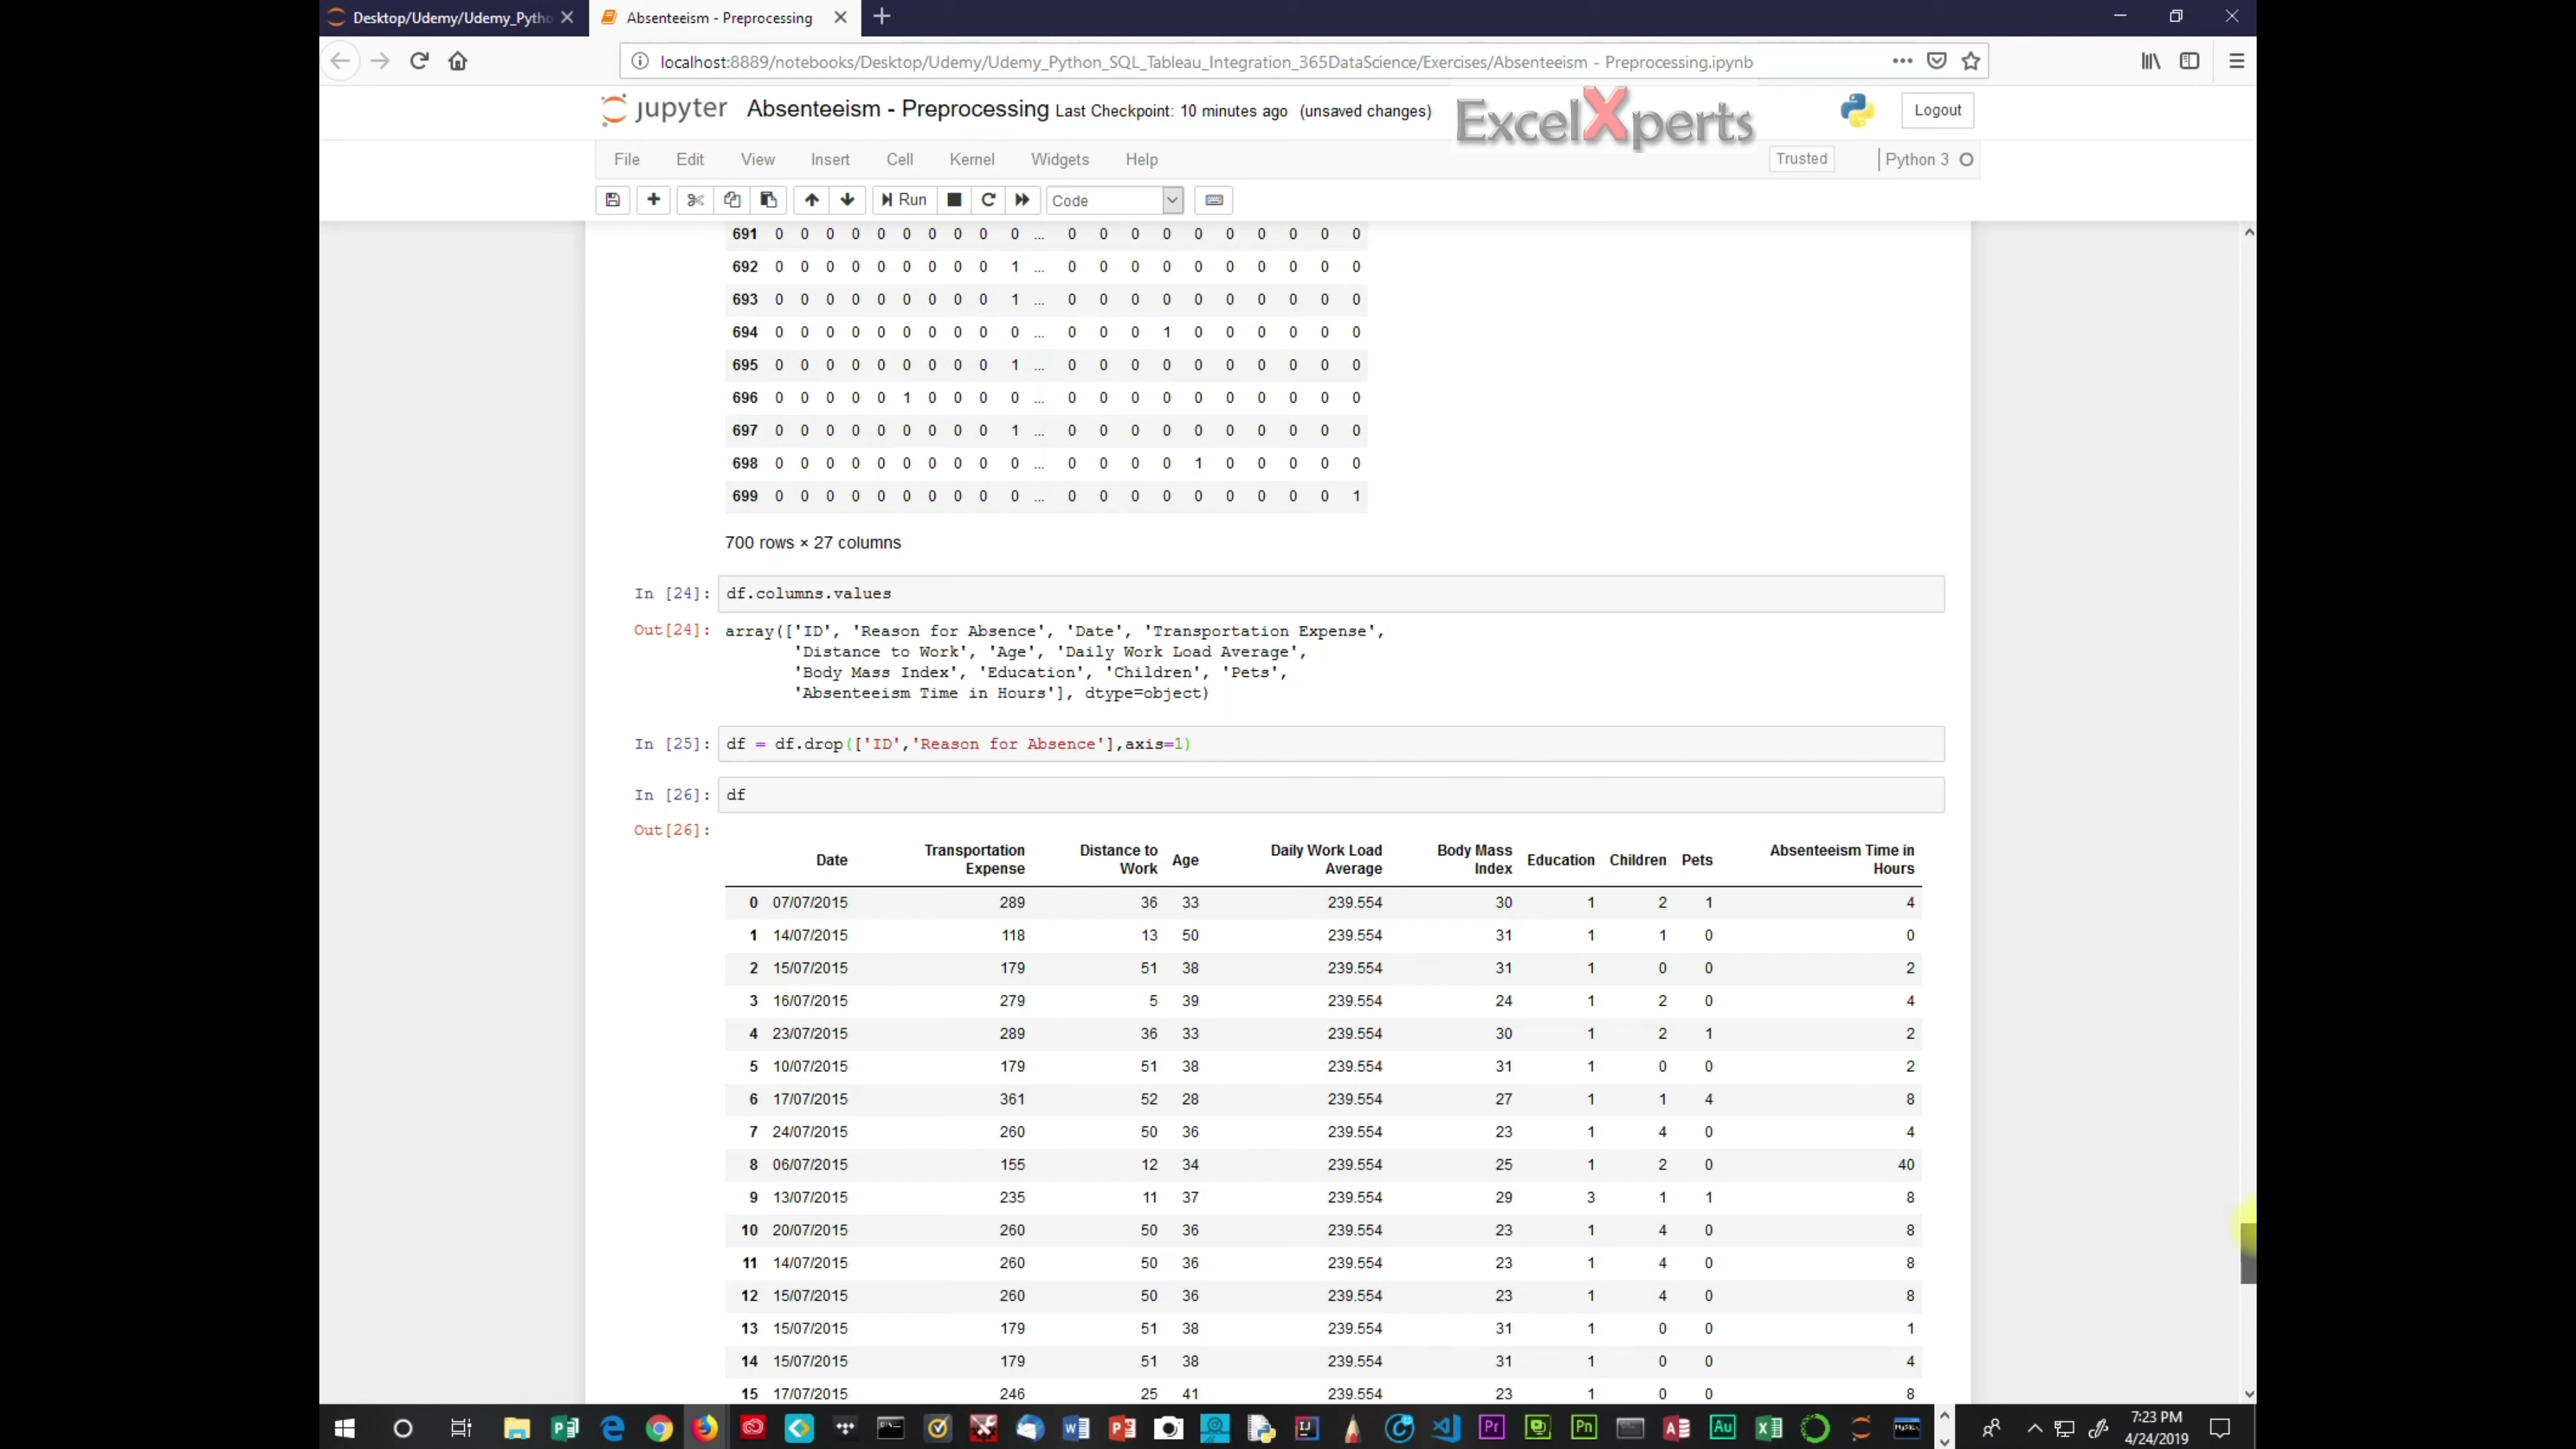 Desktop/Udemy/Udemy_Pytho
Absenteeism - Preprocessing
localhost:8889/notebooks/Desktop/Udemy/Udemy_Python_SQL_Tableau_Integration_365DataScience/Exercises/Absenteeism - Preprocessing.ipynb
jupyter Absenteeism - Preprocessing Last Checkpoint: 10 minutes ago (unsaved changes)
ExcelXperts
Logout
File Edit View Insert Cell Kernel Widgets Help
Trusted Python 3
Run Code
691 0 0 0 0 0 0 0 0 0 0 ... 0 0 0 0 0 0 0 0 0 0
692 0 0 0 0 0 0 0 0 0 1 ... 0 0 0 0 0 0 0 0 0 0
693 0 0 0 0 0 0 0 0 0 1 ... 0 0 0 0 0 0 0 0 0 0
694 0 0 0 0 0 0 0 0 0 0 ... 0 0 0 1 0 0 0 0 0 0
695 0 0 0 0 0 0 0 0 0 1 ... 0 0 0 0 0 0 0 0 0 0
696 0 0 0 0 0 1 0 0 0 0 ... 0 0 0 0 0 0 0 0 0 0
697 0 0 0 0 0 0 0 0 0 1 ... 0 0 0 0 0 0 0 0 0 0
698 0 0 0 0 0 0 0 0 0 0 ... 0 0 0 0 1 0 0 0 0 0
699 0 0 0 0 0 0 0 0 0 0 ... 0 0 0 0 0 0 0 0 0 1
700 rows × 27 columns
In [24]: df.columns.values
Out[24]: array(['ID', 'Reason for Absence', 'Date', 'Transportation Expense',
'Distance to Work', 'Age', 'Daily Work Load Average',
'Body Mass Index', 'Education', 'Children', 'Pets',
'Absenteeism Time in Hours'], dtype=object)
In [25]: df = df.drop(['ID','Reason for Absence'],axis=1)
In [26]: df
Out[26]:
Date Transportation Expense Distance to Work Age Daily Work Load Average Body Mass Index Education Children Pets Absenteeism Time in Hours
0 07/07/2015 289 36 33 239.554 30 1 2 1 4
1 14/07/2015 118 13 50 239.554 31 1 1 0 0
2 15/07/2015 179 51 38 239.554 31 1 0 0 2
3 16/07/2015 279 5 39 239.554 24 1 2 0 4
4 23/07/2015 289 36 33 239.554 30 1 2 1 2
5 10/07/2015 179 51 38 239.554 31 1 0 0 2
6 17/07/2015 361 52 28 239.554 27 1 1 4 8
7 24/07/2015 260 50 36 239.554 23 1 4 0 4
8 06/07/2015 155 12 34 239.554 25 1 2 0 40
9 13/07/2015 235 11 37 239.554 29 3 1 1 8
10 20/07/2015 260 50 36 239.554 23 1 4 0 8
11 14/07/2015 260 50 36 239.554 23 1 4 0 8
12 15/07/2015 260 50 36 239.554 23 1 4 0 8
13 15/07/2015 179 51 38 239.554 31 1 0 0 1
14 15/07/2015 179 51 38 239.554 31 1 0 0 4
15 17/07/2015 246 25 41 239.554 23 1 0 0 8
7:23 PM
4/24/2019